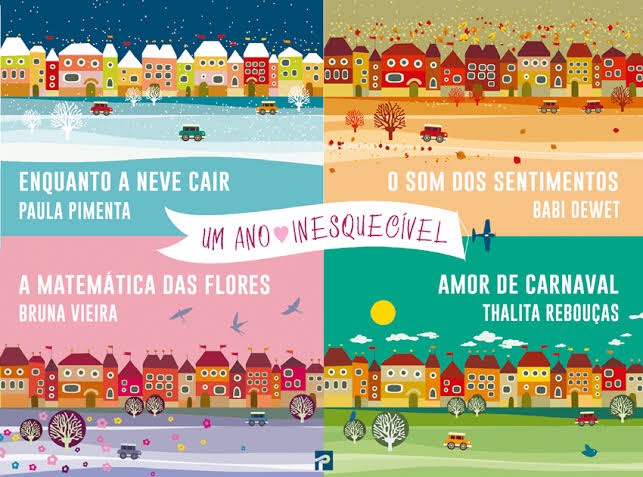 ENQUANTO A NEVE CAIR
PAULA PIMENTA
O SOM DOS SENTIMENTOS
BABI DEWET
UM ANO INESQUECÍVEL
A MATEMÁTICA DAS FLORES
BRUNA VIEIRA
AMOR DE CARNAVAL
THALITA REBOUÇAS